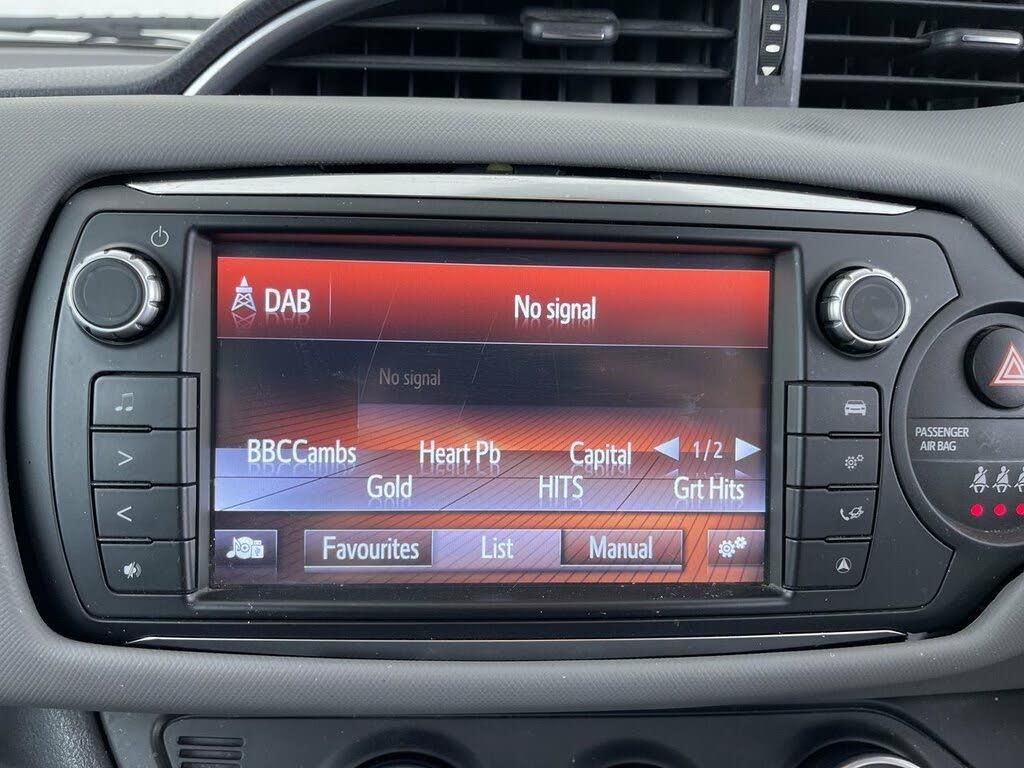 DAB
No signal
No signal
BBCCambs Heart Pb Capital 1/2
Gold HITS Grt Hits
Favourites List Manual
PASSENGER
AIR BAG